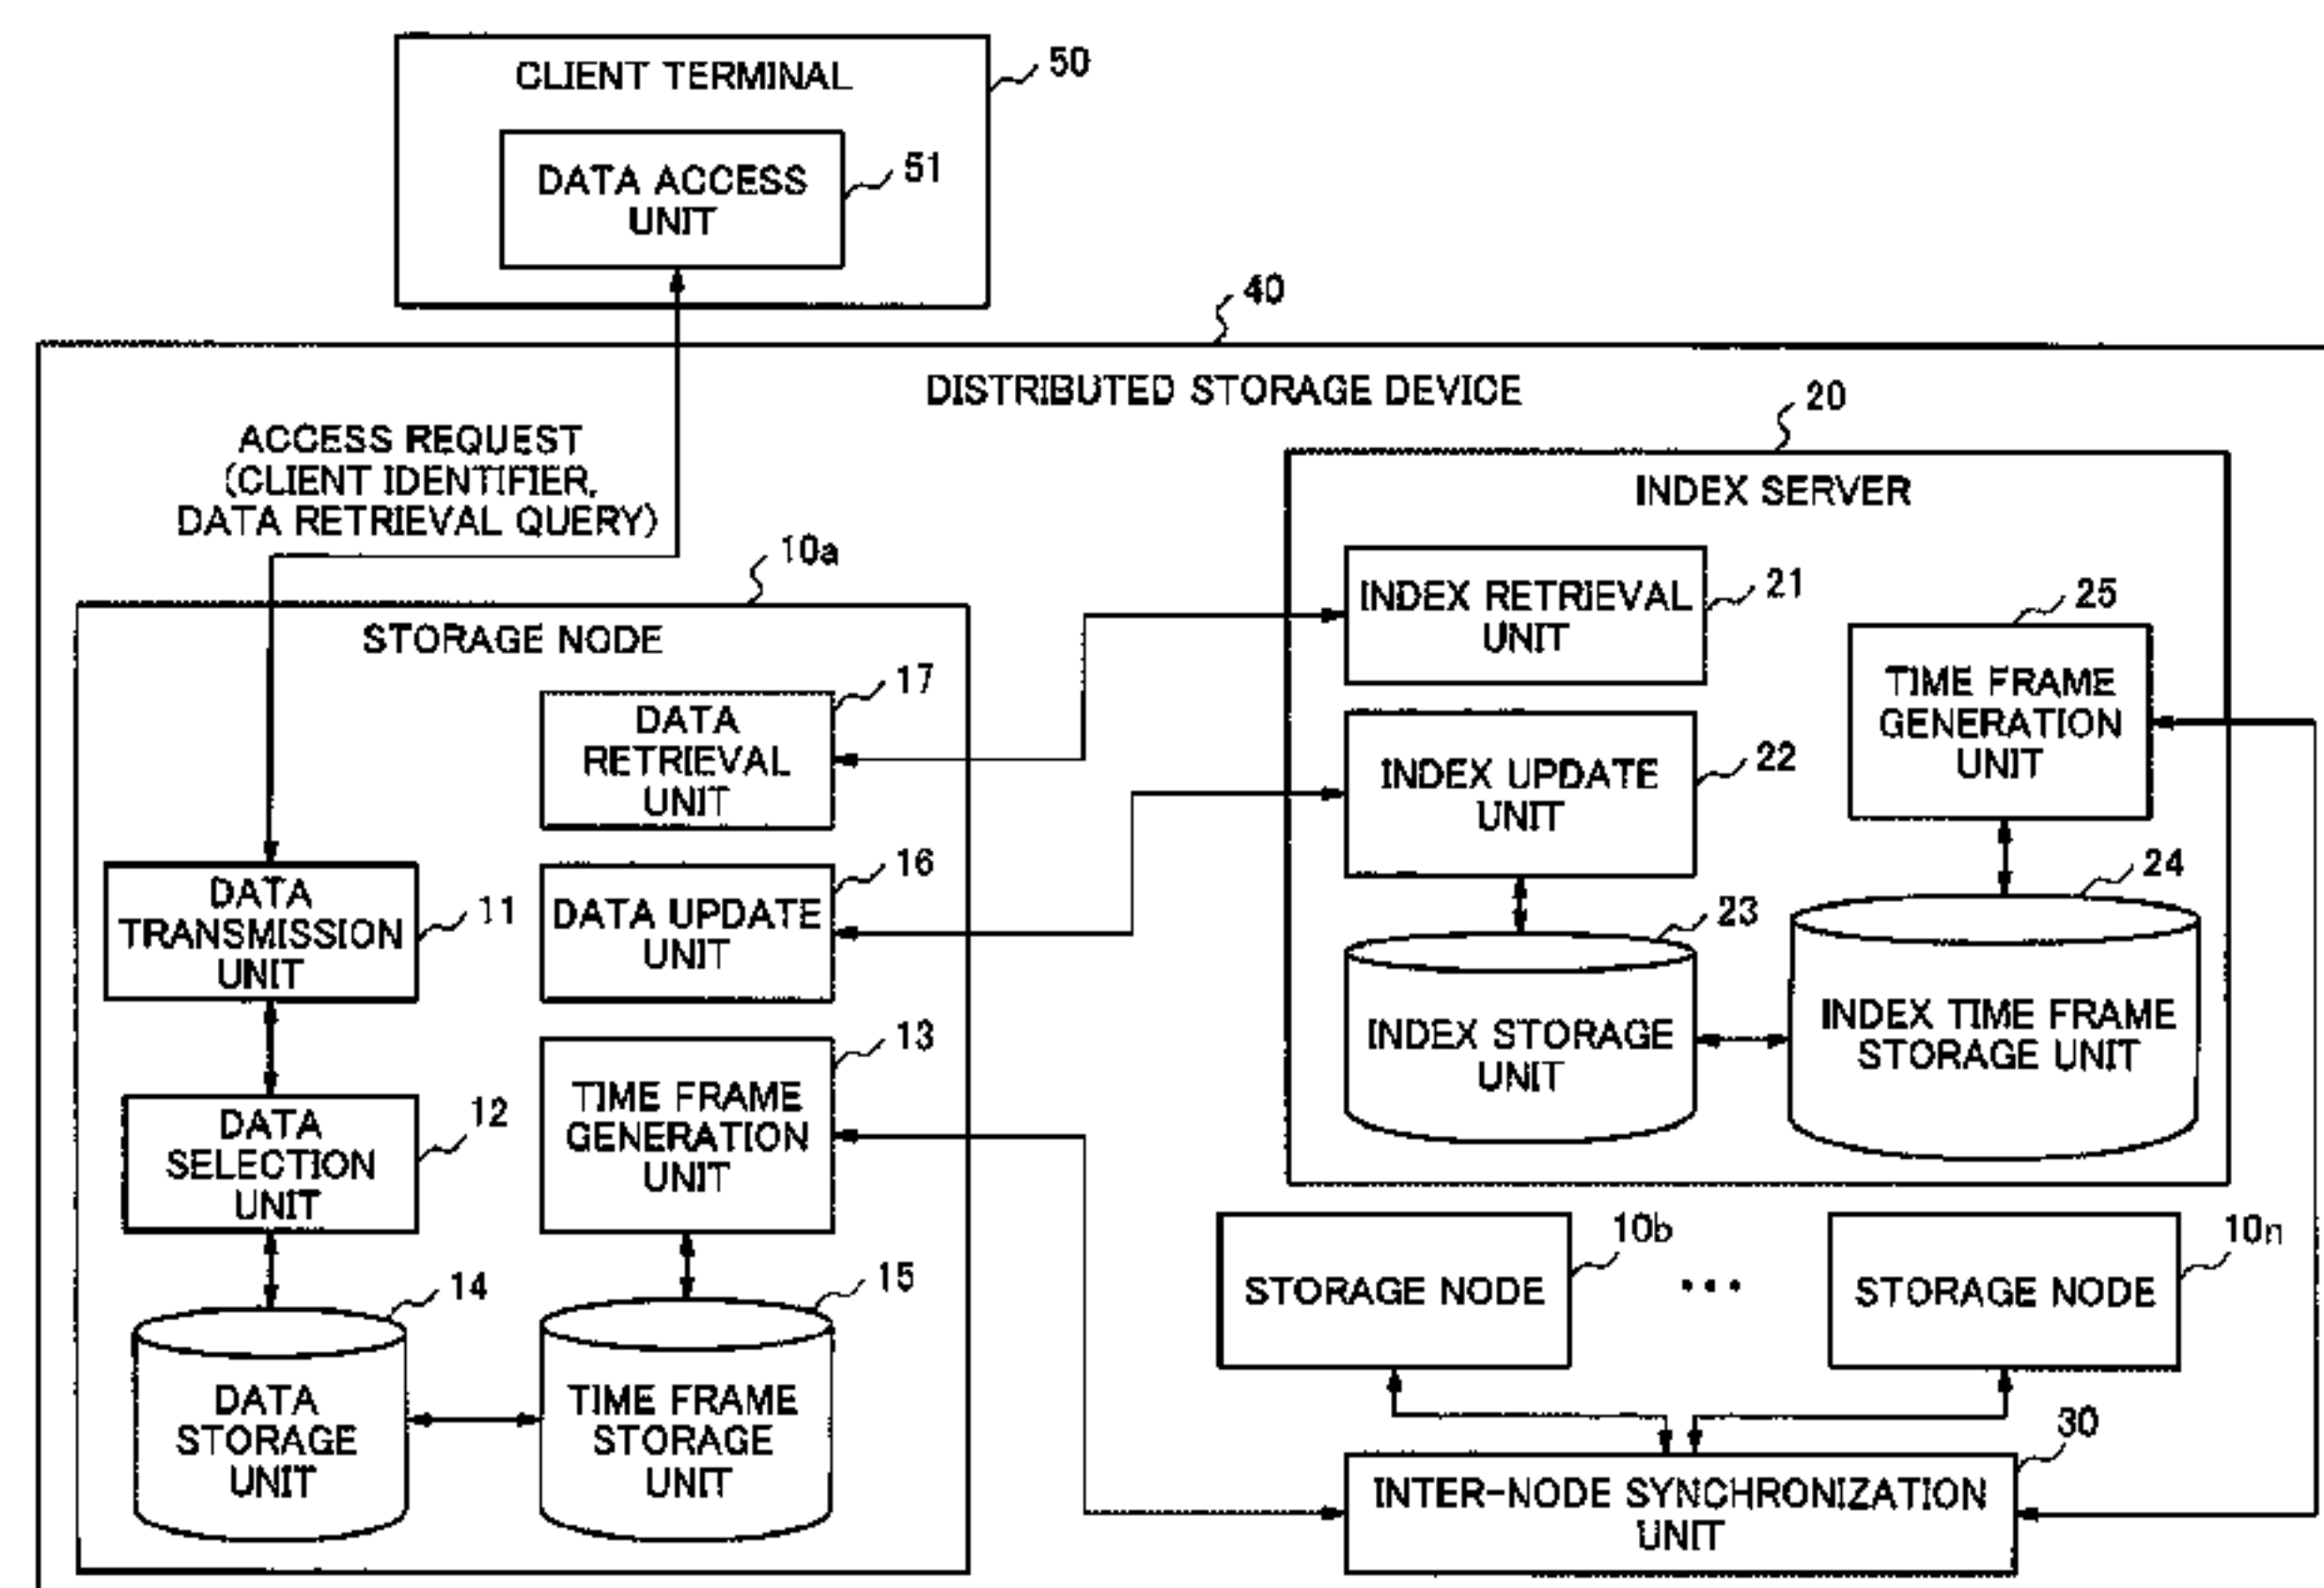 CLIENT TERMINAL
50
DATA ACCESS
UNIT
51
40
DISTRIBUTED STORAGE DEVICE
ACCESS REQUEST
(CLIENT IDENTIFIER,
DATA RETRIEVAL QUERY)
20
INDEX SERVER
10a
STORAGE NODE
INDEX RETRIEVAL
UNIT
21
25
TIME FRAME
GENERATION
UNIT
17
DATA
RETRIEVAL
UNIT
INDEX UPDATE
UNIT
22
DATA
TRANSMISSION
UNIT
11
16
DATA UPDATE
UNIT
23
INDEX STORAGE
UNIT
24
INDEX TIME FRAME
STORAGE UNIT
13
TIME FRAME
GENERATION
UNIT
12
DATA
SELECTION
UNIT
14
DATA
STORAGE
UNIT
15
TIME FRAME
STORAGE
UNIT
10b
STORAGE NODE
...
10n
STORAGE NODE
30
INTER-NODE SYNCHRONIZATION
UNIT